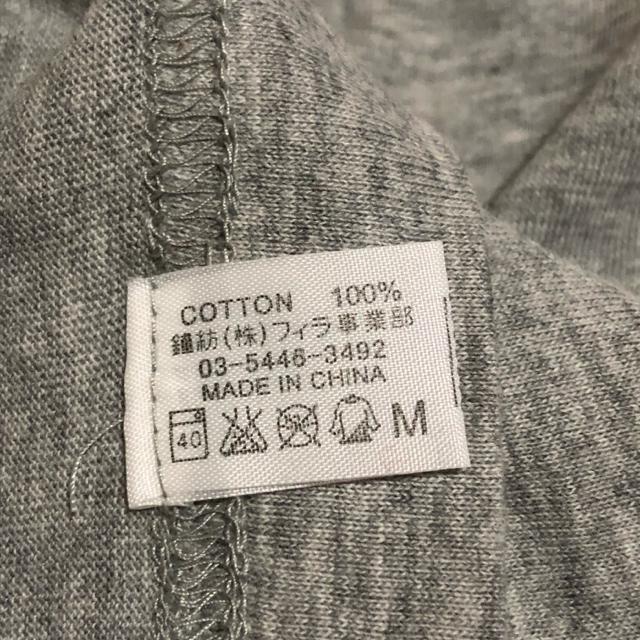 COTTON 100%
鐘紡(株)フィラ事業部
03-5446-3492
MADE IN CHINA
40 M